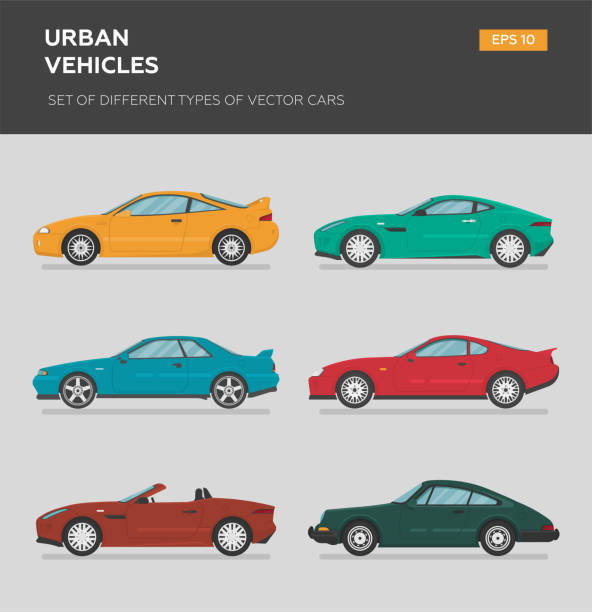 URBAN
VEHICLES
EPS 10
SET OF DIFFERENT TYPES OF VECTOR CARS